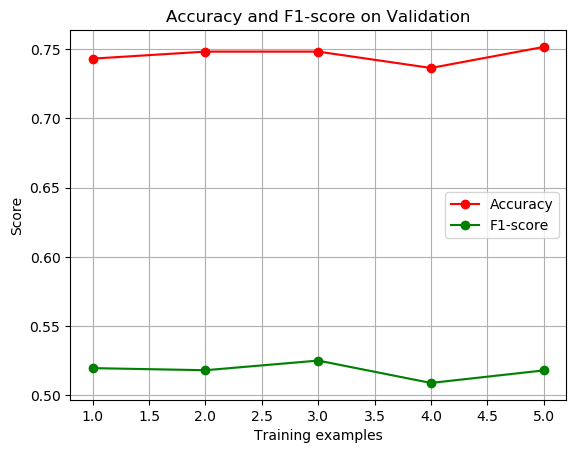 Accuracy and F1-score on Validation
0.75
0.70
0.65
0.60
0.55
0.50
Score
Accuracy
F1-score
1.0 1.5 2.0 2.5 3.0 3.5 4.0 4.5 5.0
Training examples